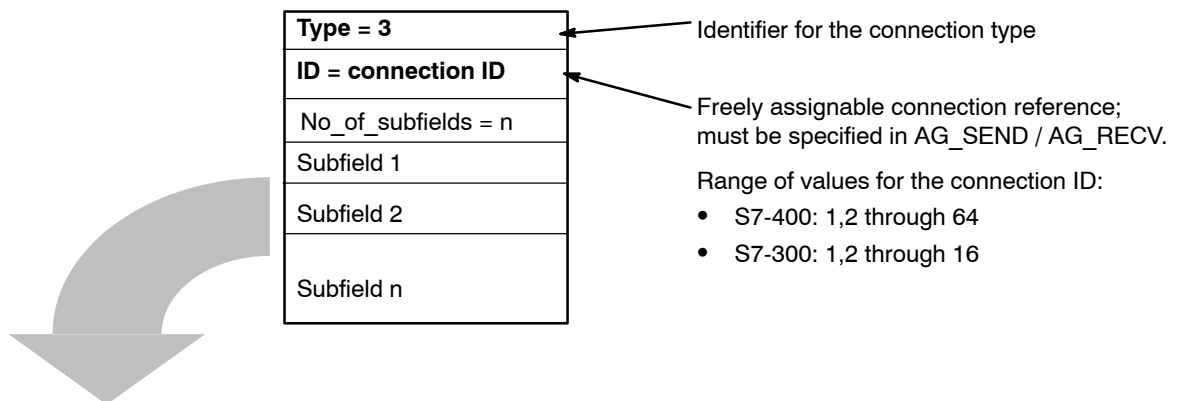 Type = 3
Identifier for the connection type
ID = connection ID
Freely assignable connection reference;
must be specified in AG_SEND / AG_RECV.
No_of_subfields = n
Subfield 1
Range of values for the connection ID:
Subfield 2
• S7-400: 1,2 through 64
• S7-300: 1,2 through 16
Subfield n